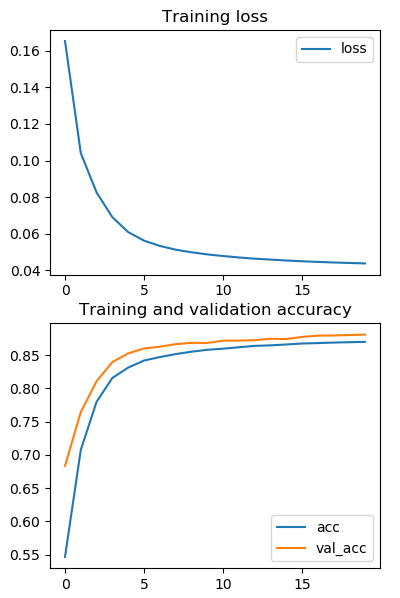 Training loss
loss
0.16
0.14
0.12
0.10
0.08
0.06
0.04
0 5 10 15
Training and validation accuracy
0.85
0.80
0.75
0.70
0.65
0.60
0.55
acc
val_acc
0 5 10 15